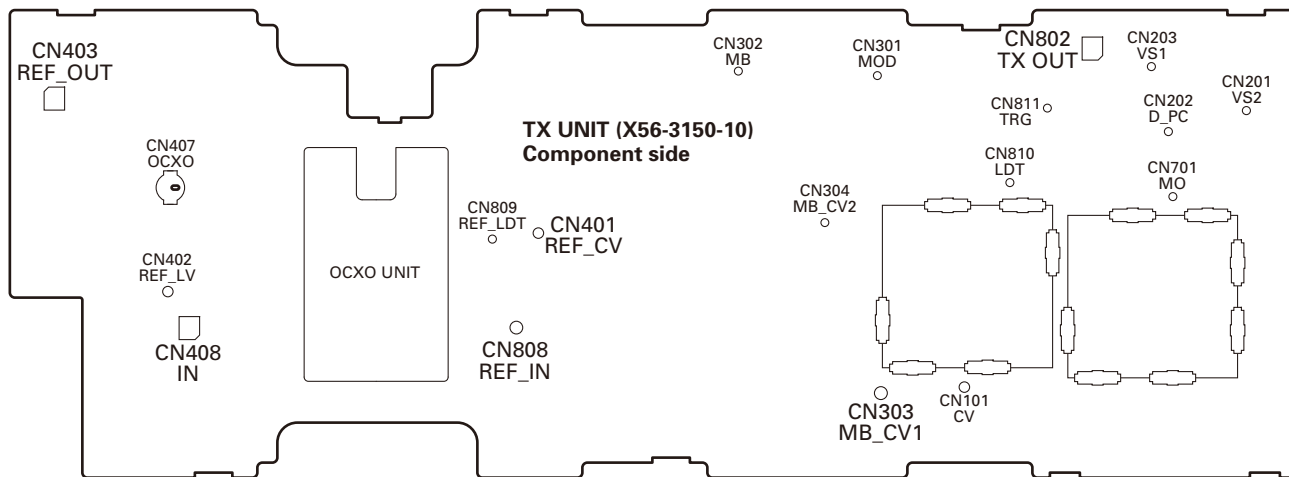 CN403
REF_OUT
CN302
MB
CN301
MOD
CN802
TX OUT
CN203
VS1
CN201
VS2
CN811
TRG
CN202
D_PC
TX UNIT (X56-3150-10)
Component side
CN407
OCXO
CN810
LDT
CN701
MO
CN304
MB_CV2
CN809
REF_LDT
CN401
REF_CV
CN402
REF_LV
OCXO UNIT
CN408
IN
CN808
REF_IN
CN303
MB_CV1
CN101
CV